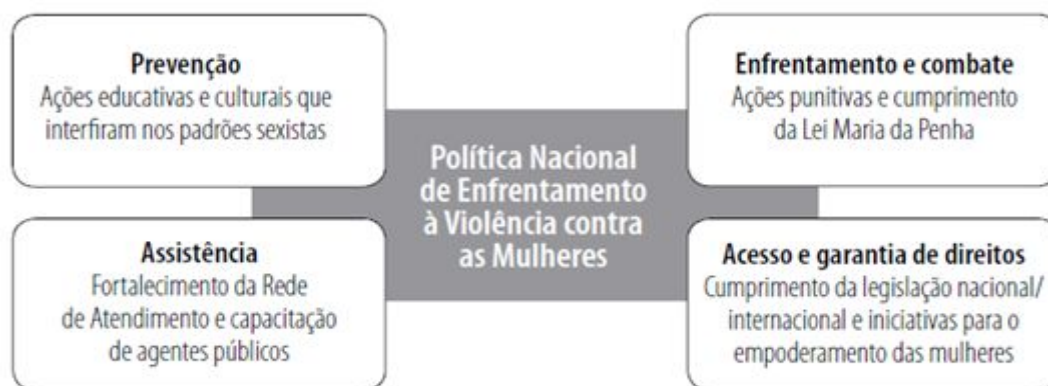 Prevenção
Ações educativas e culturais que
interfiram nos padrões sexistas
Enfrentamento e combate
Ações punitivas e cumprimento
da Lei Maria da Penha
Política Nacional
de Enfrentamento
à Violência contra
as Mulheres
Assistência
Fortalecimento da Rede
de Atendimento e capacitação
de agentes públicos
Acesso e garantia de direitos
Cumprimento da legislação nacional/
internacional e iniciativas para o
empoderamento das mulheres